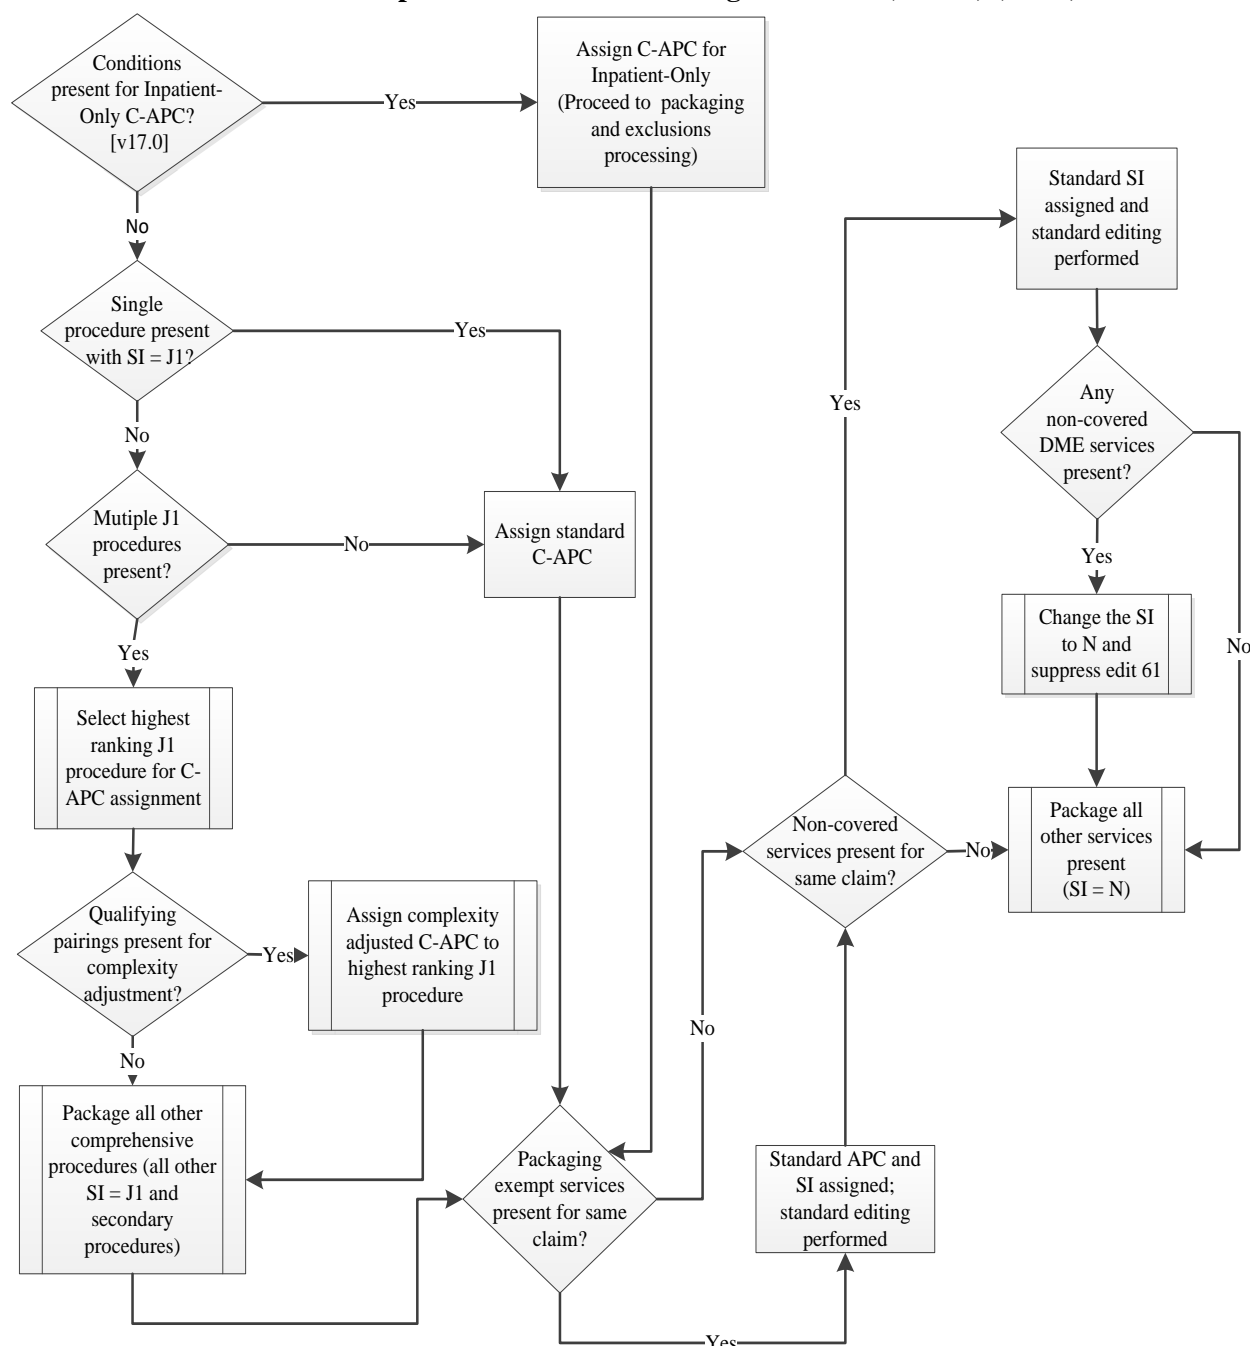 Conditions
present for Inpatient-
Only C-APC?
[v17.0]
Yes
Assign C-APC for
Inpatient-Only
(Proceed to packaging
and exclusions
processing)
No
Single
procedure present
with SI = J1?
Yes
No
Mutiple J1
procedures
present?
No
Assign standard
C-APC
Yes
Select highest
ranking J1
procedure for C-
APC assignment
Qualifying
pairings present for
complexity
adjustment?
Yes
Assign complexity
adjusted C-APC to
highest ranking J1
procedure
No
Package all other
comprehensive
procedures (all other
SI = J1 and
secondary
procedures)
Packaging
exempt services
present for same
claim?
No
Yes
Standard APC and
SI assigned;
standard editing
performed
Non-covered
services present for
same claim?
No
Yes
Standard SI
assigned and
standard editing
performed
Any
non-covered
DME services
present?
Yes
No
Change the SI
to N and
suppress edit 61
Package all
other services
present
(SI = N)